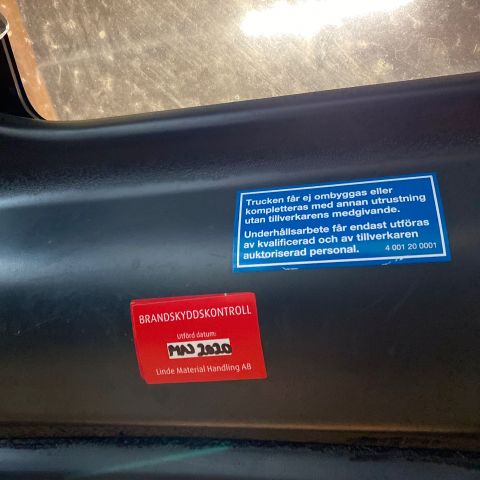 Trucken får ej ombyggas eller
kompletteras med annan utrustning
utan tillverkarens medgivande.
Underhållsarbete får endast utföras
av kvalificerad och av tillverkaren
auktoriserad personal. 4 001 20 0001
BRANDSKYDDSKONTROLL
Utförd datum:
MAJ 2020
Linde Material Handling AB